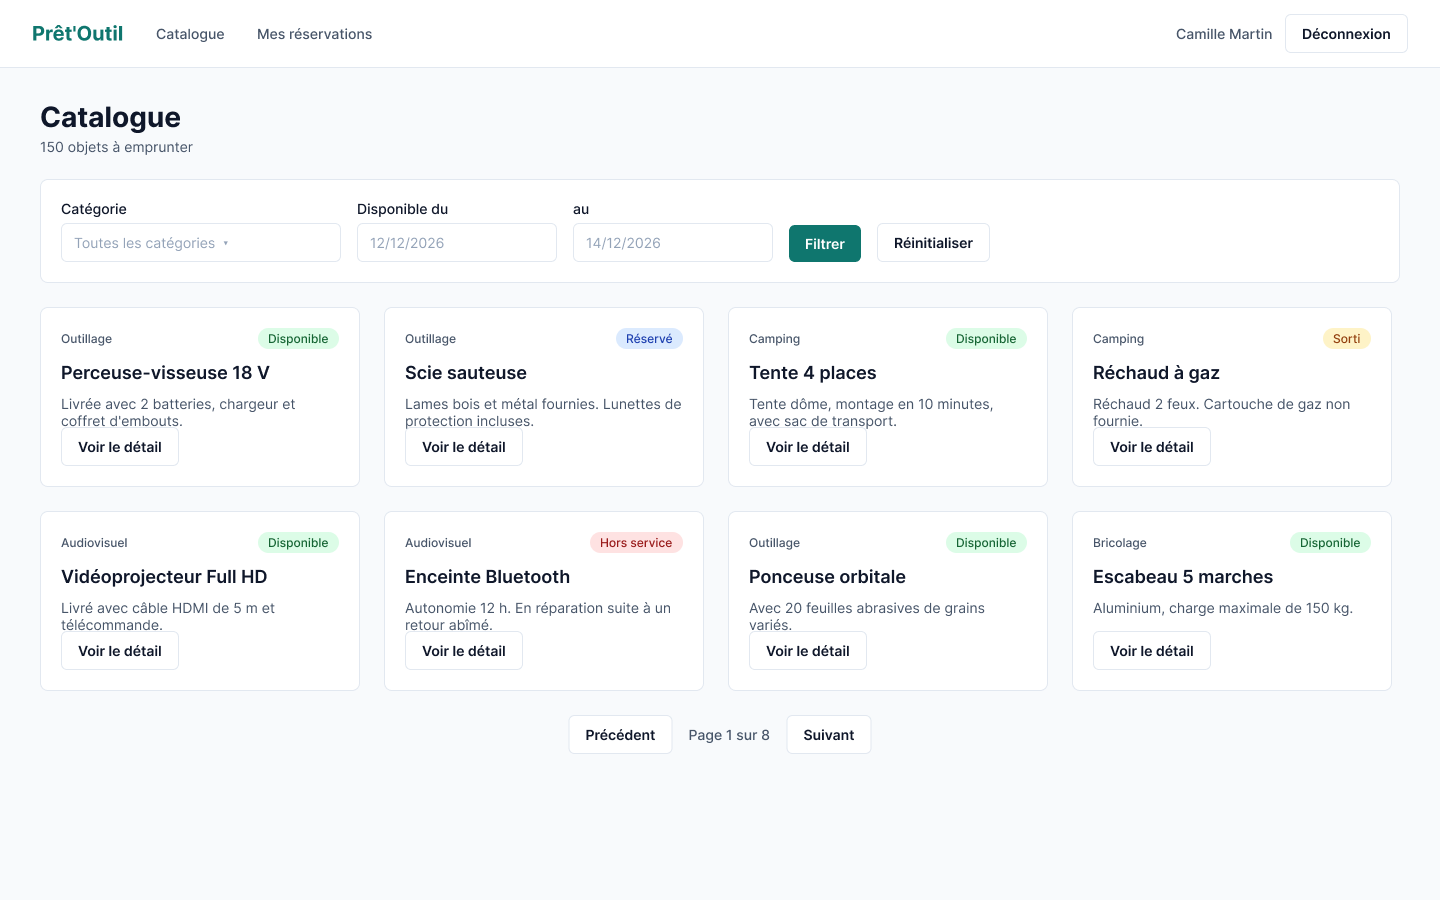 Prêt'Outil
Catalogue
Mes réservations
Camille Martin
Déconnexion
Catalogue
150 objets à emprunter
Catégorie
Toutes les catégories
Disponible du
12/12/2026
au
14/12/2026
Filtrer
Réinitialiser
Outillage
Disponible
Perceuse-visseuse 18 V
Livrée avec 2 batteries, chargeur et
coffret d'embouts.
Voir le détail
Outillage
Réservé
Scie sauteuse
Lames bois et métal fournies. Lunettes de
protection incluses.
Voir le détail
Camping
Disponible
Tente 4 places
Tente dôme, montage en 10 minutes,
avec sac de transport.
Voir le détail
Camping
Sorti
Réchaud à gaz
Réchaud 2 feux. Cartouche de gaz non
fournie.
Voir le détail
Audiovisuel
Disponible
Vidéoprojecteur Full HD
Livré avec câble HDMI de 5 m et
télécommande.
Voir le détail
Audiovisuel
Hors service
Enceinte Bluetooth
Autonomie 12 h. En réparation suite à un
retour abîmé.
Voir le détail
Outillage
Disponible
Ponceuse orbitale
Avec 20 feuilles abrasives de grains
variés.
Voir le détail
Bricolage
Disponible
Escabeau 5 marches
Aluminium, charge maximale de 150 kg.
Voir le détail
Précédent
Page 1 sur 8
Suivant